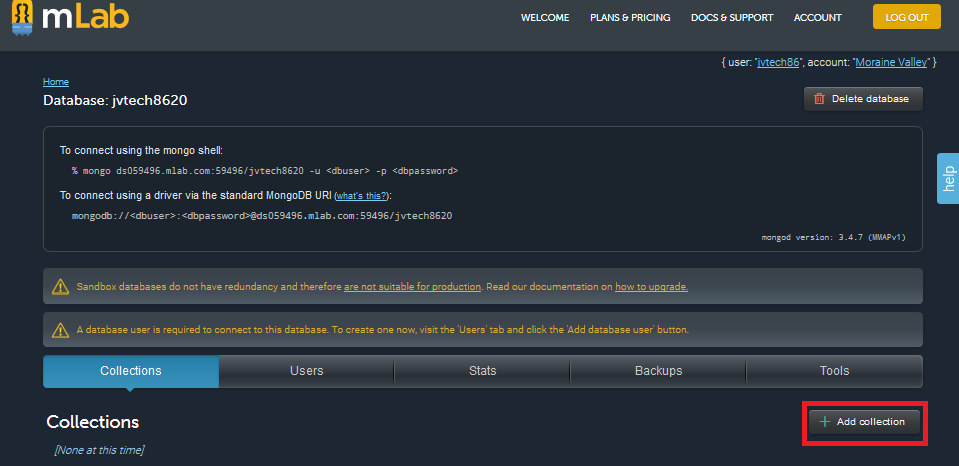 mLab
WELCOME PLANS & PRICING DOCS & SUPPORT ACCOUNT LOG OUT
{ user: "jvtech86", account: "Moraine Valley" }
Home
Database: jvtech8620
Delete database
To connect using the mongo shell:
% mongo ds059496.mlab.com:59496/jvtech8620 -u <dbuser> -p <dbpassword>
To connect using a driver via the standard MongoDB URI (what's this?):
mongodb://<dbuser>:<dbpassword>@ds059496.mlab.com:59496/jvtech8620
mongod version: 3.4.7 (MMAPv1)
help
Sandbox databases do not have redundancy and therefore are not suitable for production. Read our documentation on how to upgrade.
A database user is required to connect to this database. To create one now, visit the 'Users' tab and click the 'Add database user' button.
Collections Users Stats Backups Tools
Collections
+ Add collection
[None at this time]